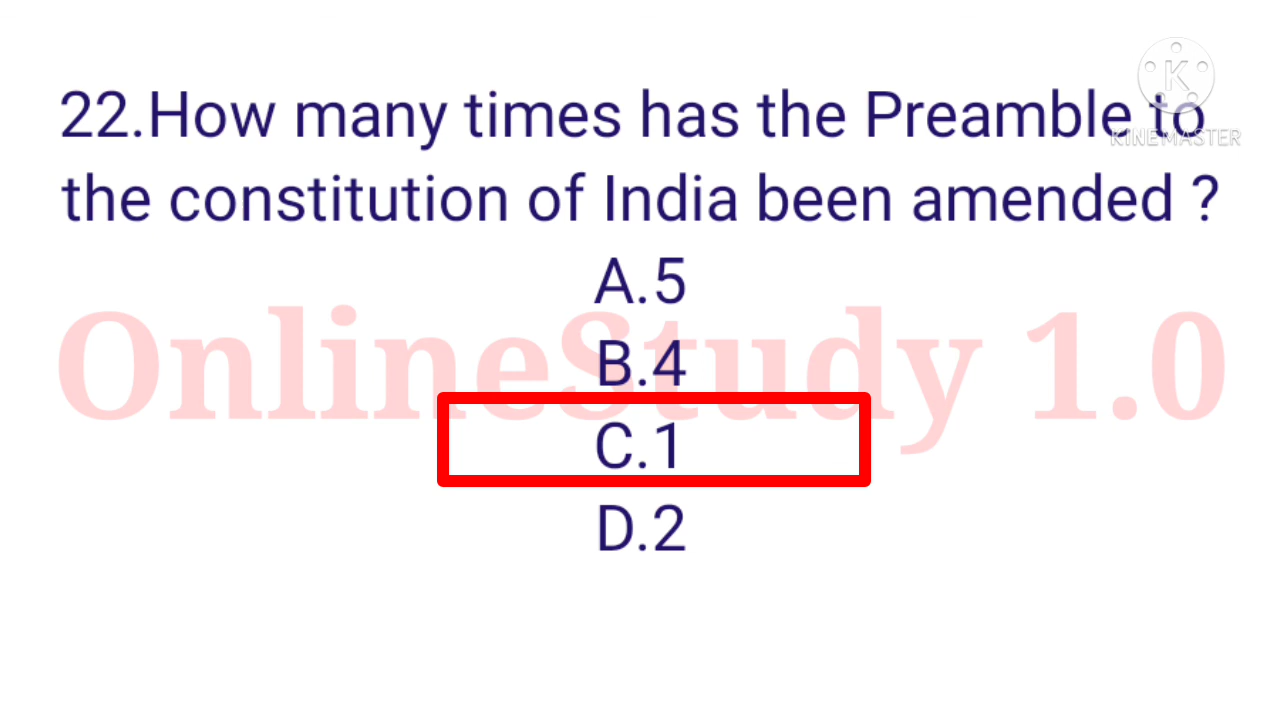 22.How many times has the Preamble to
the constitution of India been amended ?
A.5
B.4
C.1
D.2
OnlineStudy 1.0
K
KINEMASTER